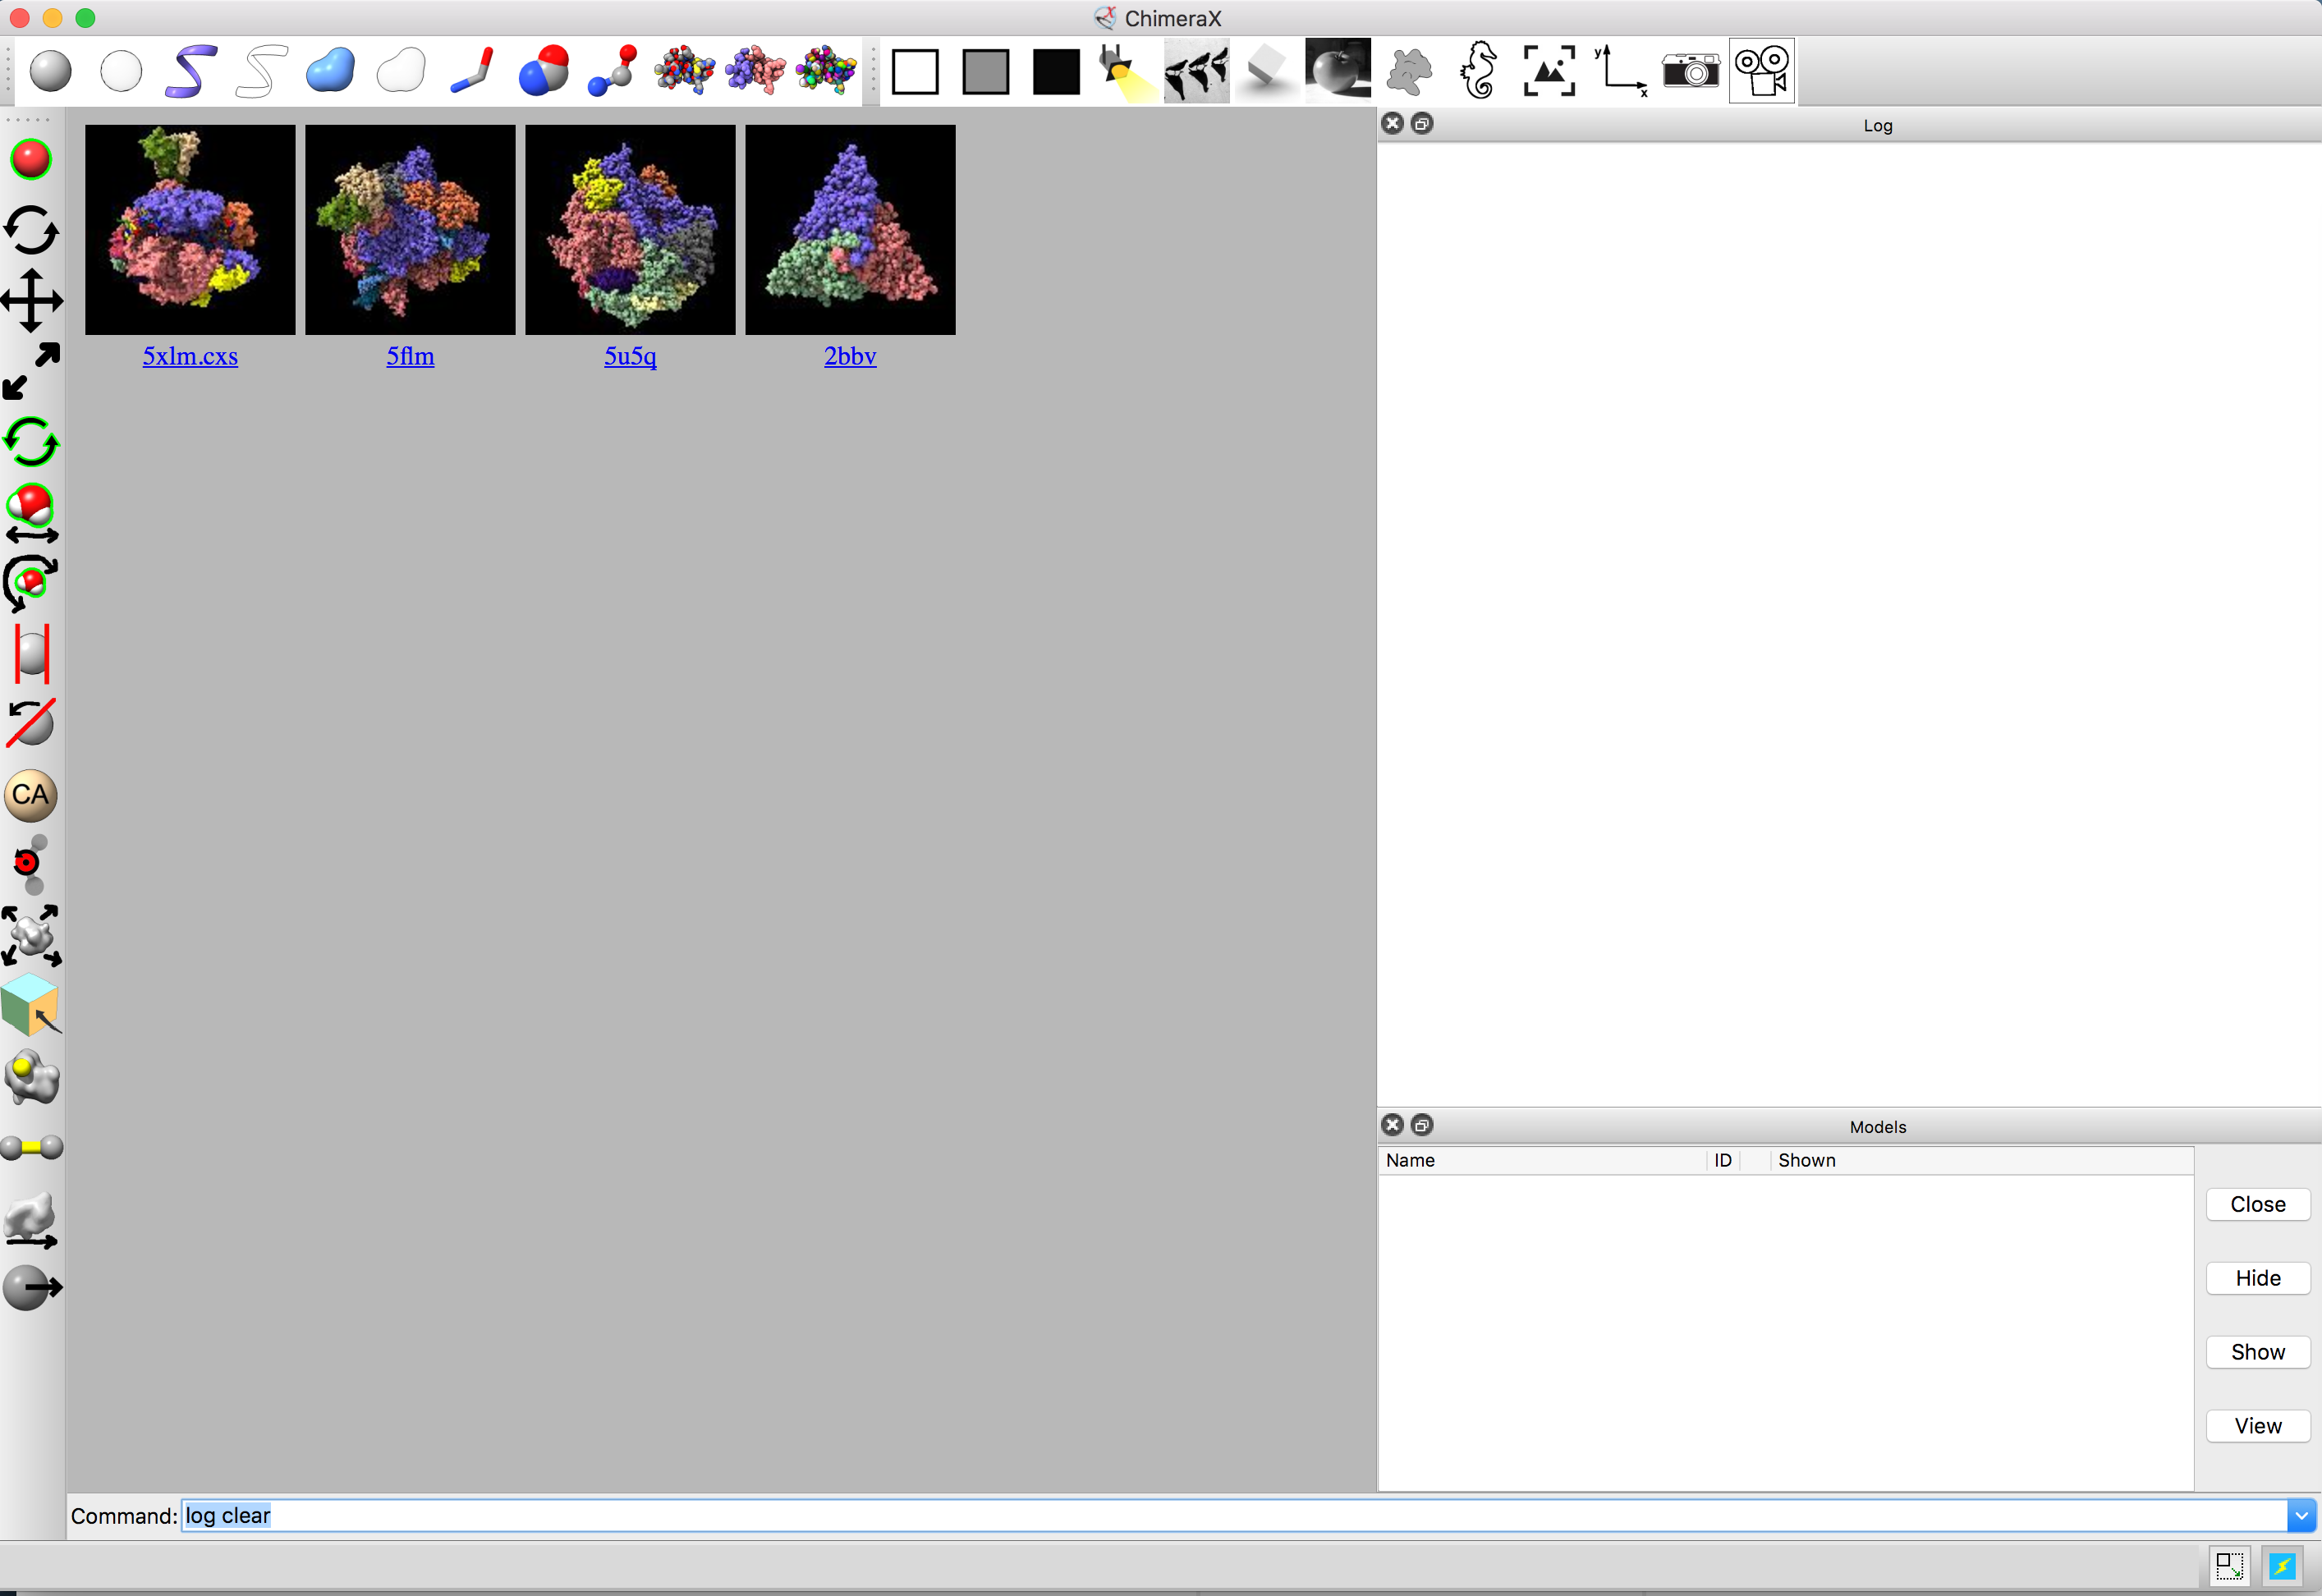 ChimeraX
y
x
Log
5xlm.cxs
5flm
5u5q
2bbv
CA
Models
Name ID Shown
Close
Hide
Show
View
Command: log clear